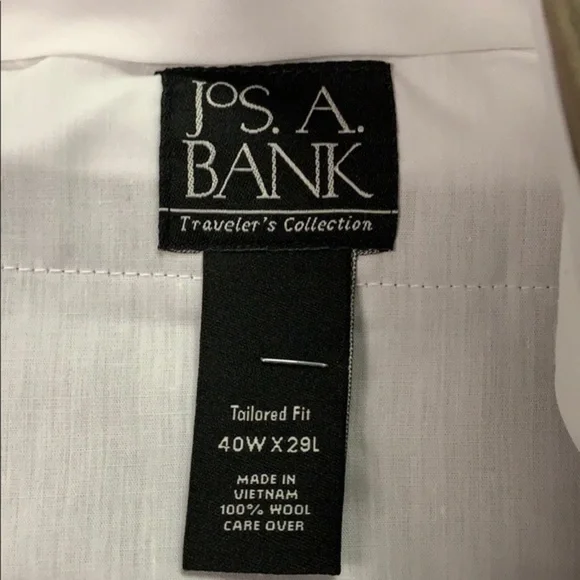 JOS. A.
BANK
Traveler's Collection
Tailored Fit
40W X 29L
MADE IN
VIETNAM
100% WOOL
CARE OVER